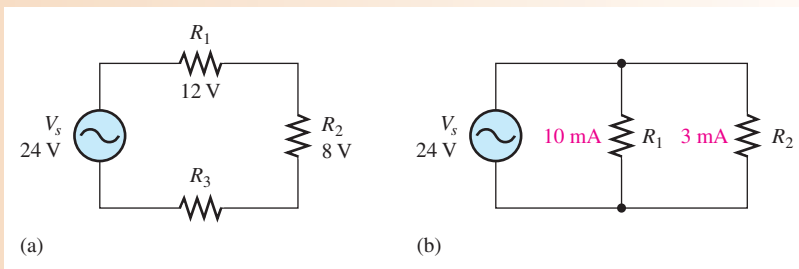 R₁
12 V
Vₛ
24 V
R₂
8 V
R₃
(a)
Vₛ
24 V
10 mA
R₁
3 mA
R₂
(b)